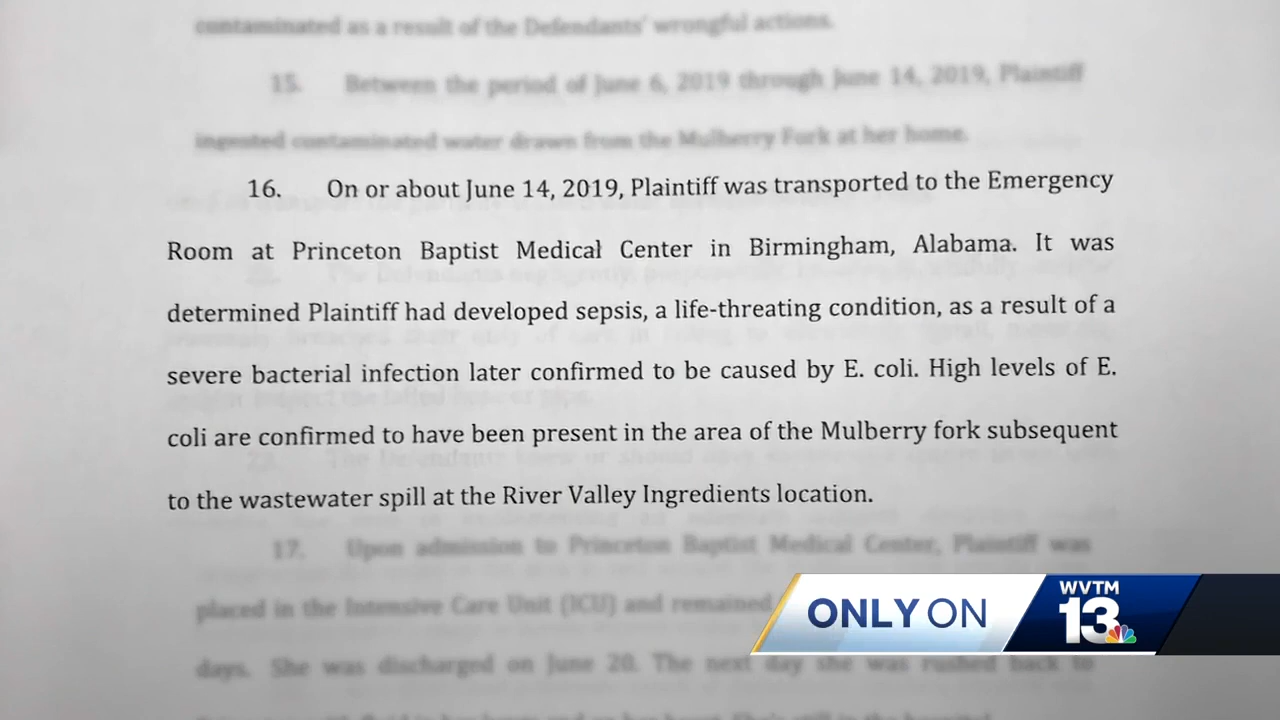 contaminated as a result of the Defendants' wrongful actions.
15. Between the period of June 6, 2019 through June 14, 2019, Plaintiff
ingested contaminated water drawn from the Mulberry Fork at her home.
16. On or about June 14, 2019, Plaintiff was transported to the Emergency
Room at Princeton Baptist Medical Center in Birmingham, Alabama. It was
determined Plaintiff had developed sepsis, a life-threating condition, as a result of a
severe bacterial infection later confirmed to be caused by E. coli. High levels of E.
coli are confirmed to have been present in the area of the Mulberry fork subsequent
to the wastewater spill at the River Valley Ingredients location.
17. Upon admission to Princeton Baptist Medical Center, Plaintiff was
placed in the Intensive Care Unit (ICU) and remained
days. She was discharged on June 20. The next day she was rushed back to
ONLY ON
WVTM
13